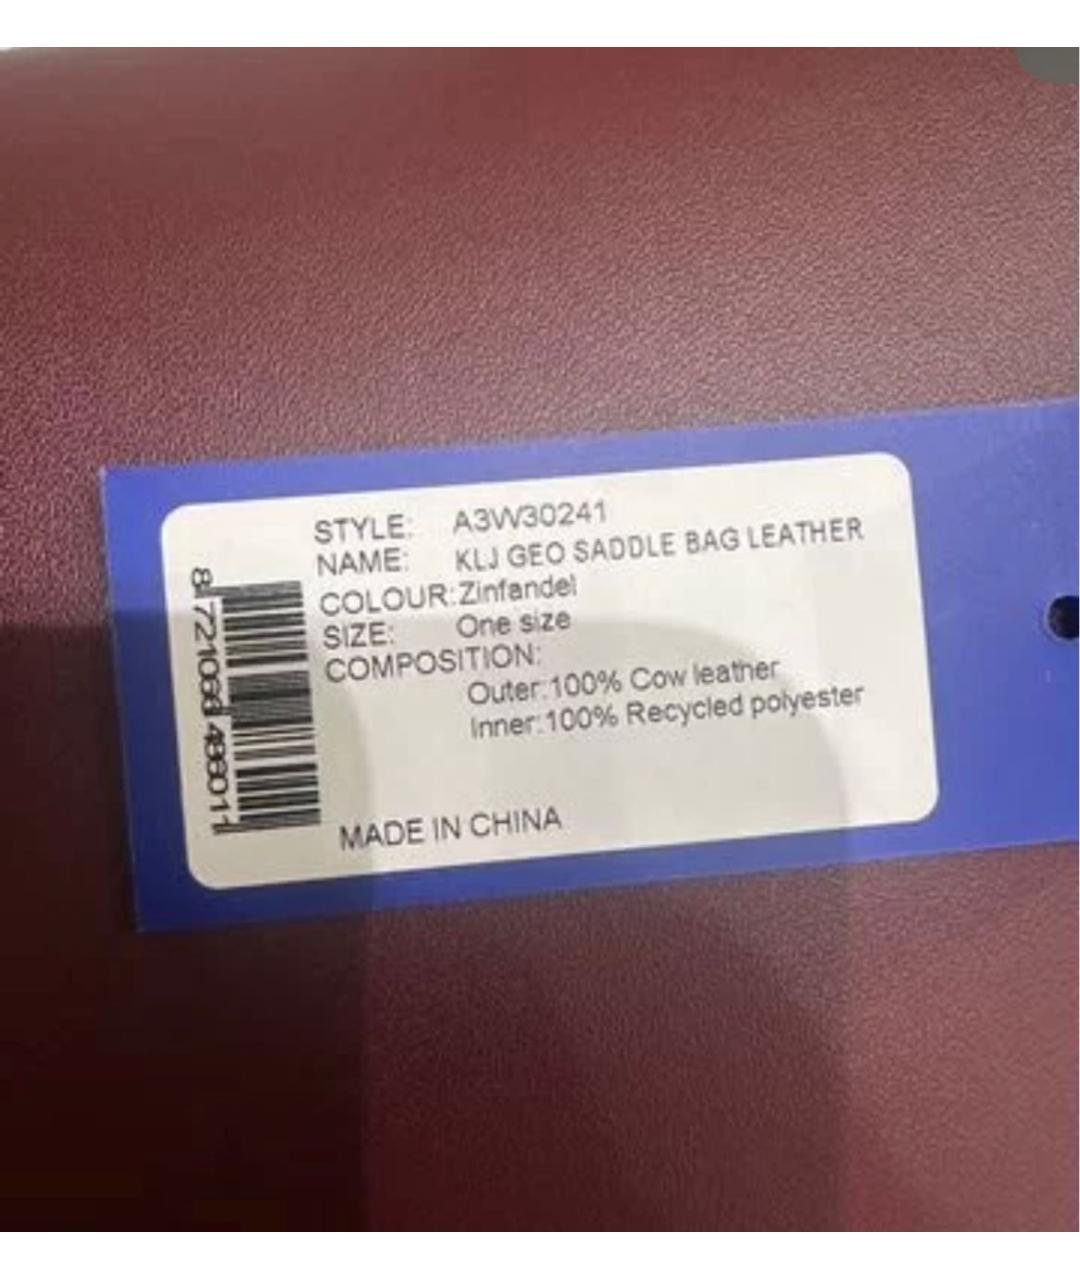 STYLE: A3W30241
NAME: KLJ GEO SADDLE BAG LEATHER
COLOUR: Zinfandel
SIZE: One size
COMPOSITION:
Outer: 100% Cow leather
Inner: 100% Recycled polyester
MADE IN CHINA